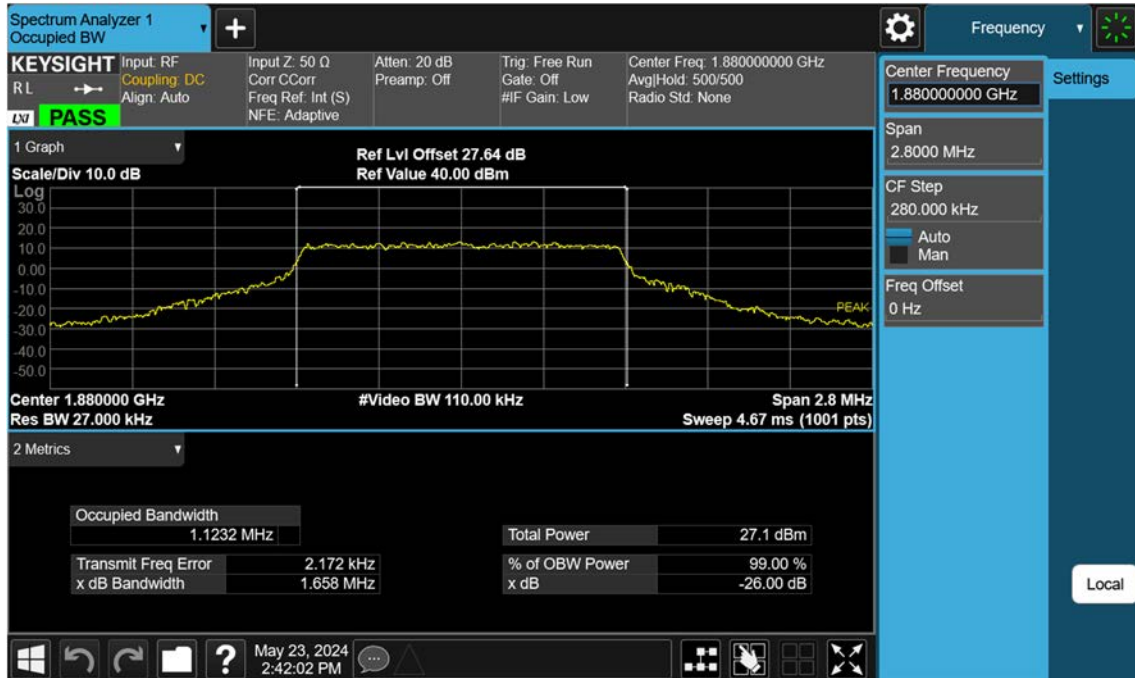 Spectrum Analyzer 1
Occupied BW
Frequency
KEYSIGHT
R L
LXI
PASS
Input: RF
Coupling: DC
Align: Auto
Input Z: 50 Ω
Corr CCorr
Freq Ref: Int (S)
NFE: Adaptive
Atten: 20 dB
Preamp: Off
Trig: Free Run
Gate: Off
#IF Gain: Low
Center Freq: 1.880000000 GHz
Avg|Hold: 500/500
Radio Std: None
Center Frequency
1.880000000 GHz
Settings
Span
2.8000 MHz
CF Step
280.000 kHz
Auto
Man
Freq Offset
0 Hz
Local
1 Graph
Scale/Div 10.0 dB
Ref Lvl Offset 27.64 dB
Ref Value 40.00 dBm
Log
30.0
20.0
10.0
0.00
-10.0
-20.0
-30.0
-40.0
-50.0
PEAK
Center 1.880000 GHz
#Video BW 110.00 kHz
Span 2.8 MHz
Res BW 27.000 kHz
Sweep 4.67 ms (1001 pts)
2 Metrics
Occupied Bandwidth
1.1232 MHz
Total Power 27.1 dBm
Transmit Freq Error 2.172 kHz
% of OBW Power 99.00 %
x dB Bandwidth 1.658 MHz
x dB -26.00 dB
?
May 23, 2024
2:42:02 PM